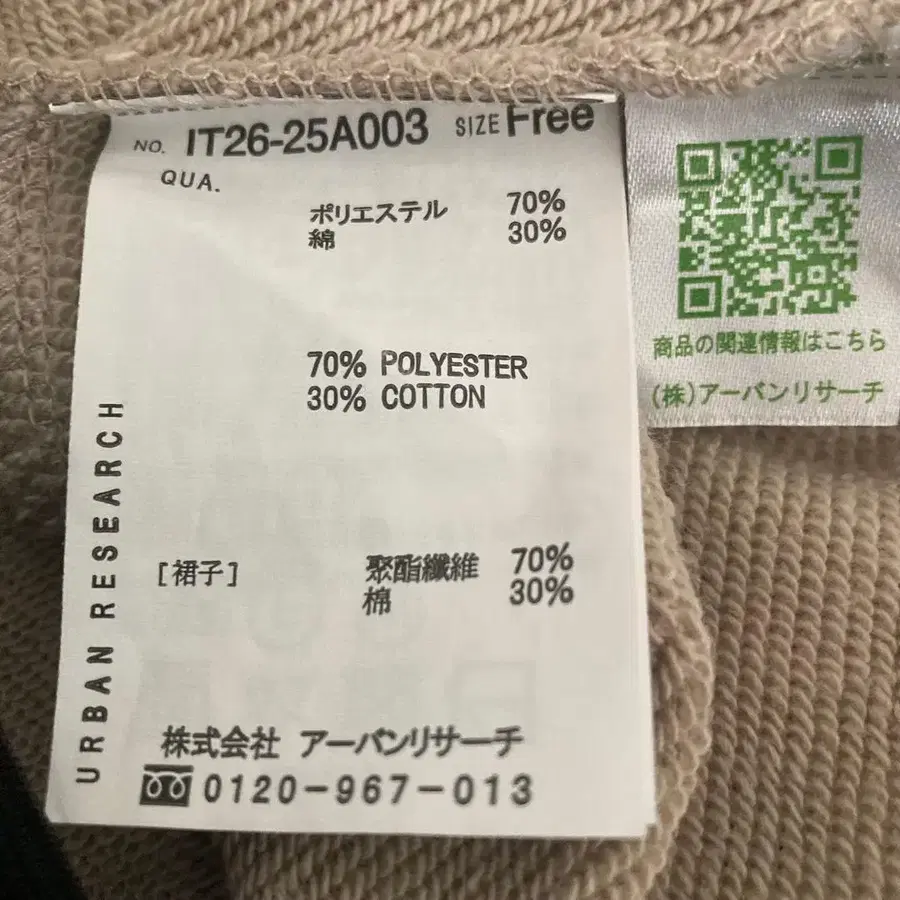 NO. IT26-25A003 SIZE Free
QUA.
ポリエステル 70%
綿 30%
70% POLYESTER
30% COTTON
[裙子] 聚酯纖維 70%
棉 30%
URBAN RESEARCH
株式会社 アーバンリサーチ
0120-967-013
商品の関連情報はこちら
(株)アーバンリサーチ